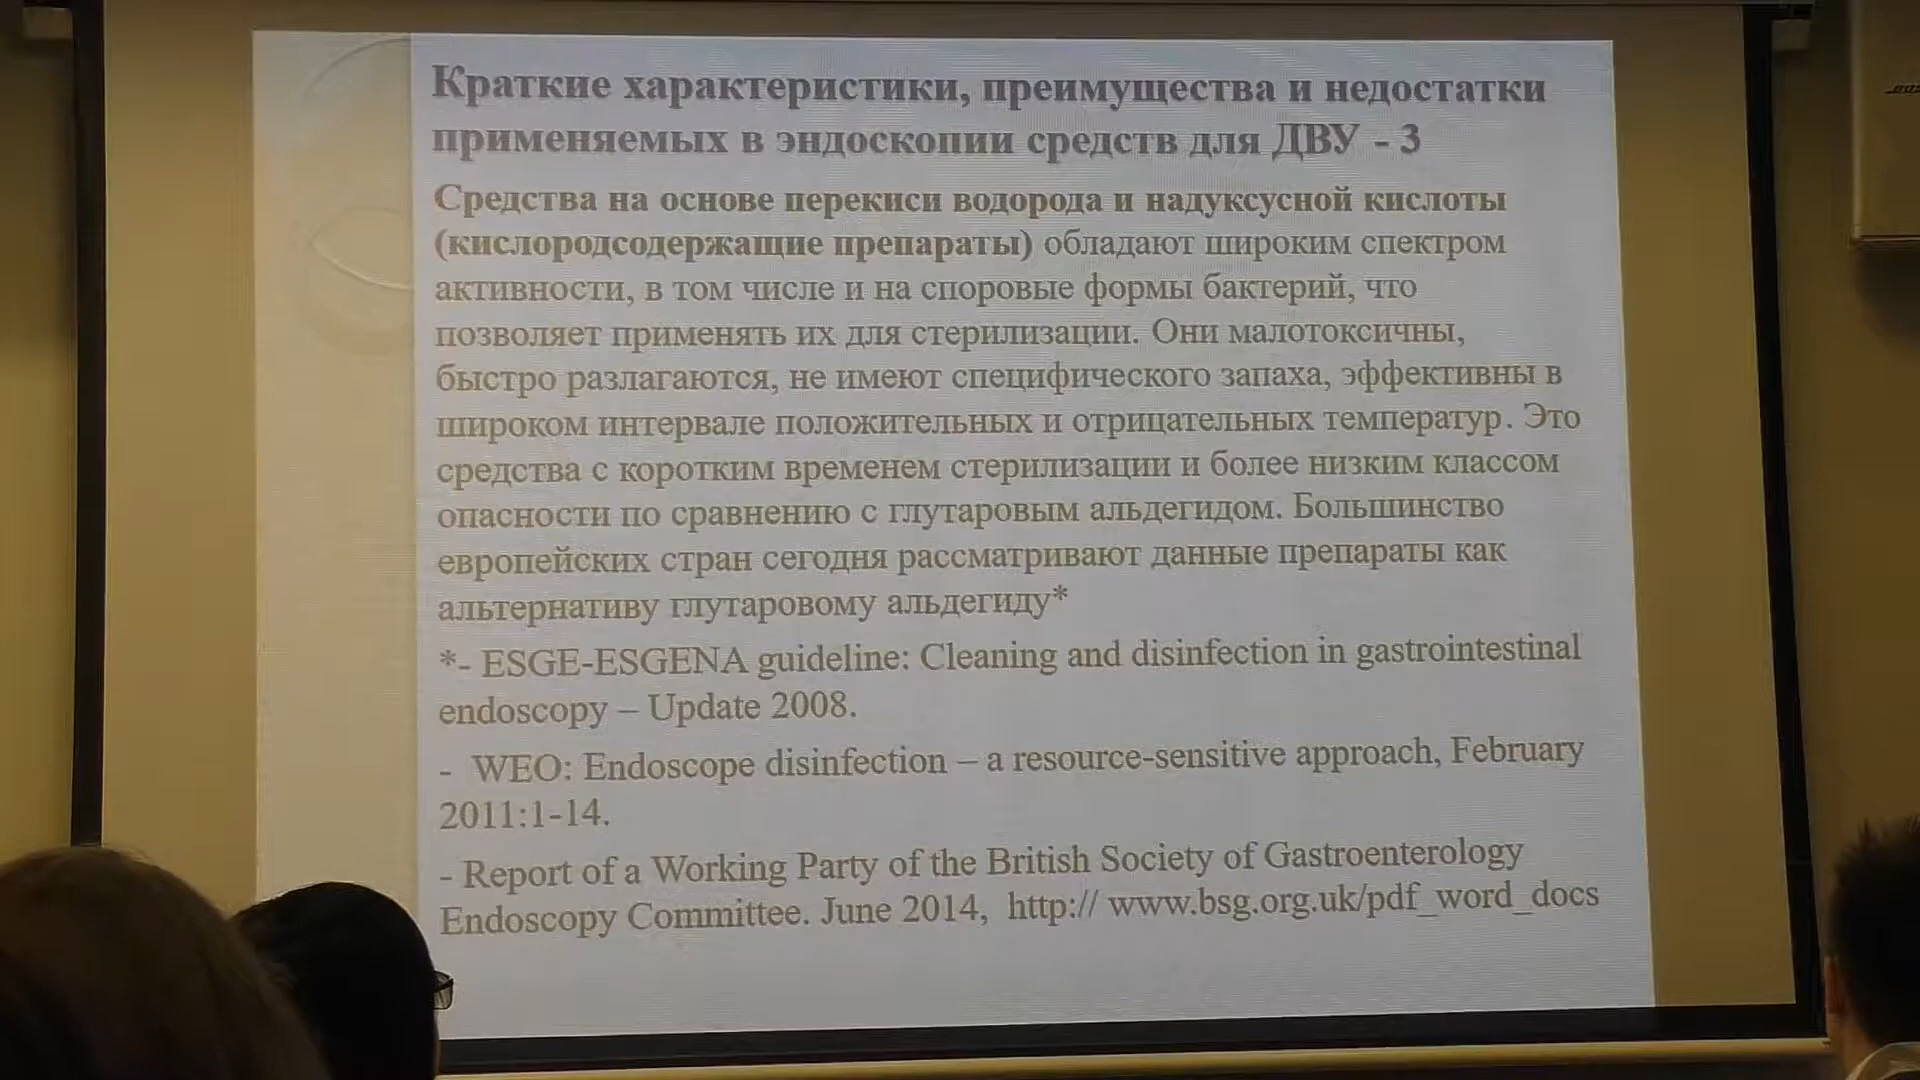 Краткие характеристики, преимущества и недостатки
применяемых в эндоскопии средств для ДВУ - 3
Средства на основе перекиси водорода и надуксусной кислоты
(кислородсодержащие препараты) обладают широким спектром
активности, в том числе и на споровые формы бактерий, что
позволяет применять их для стерилизации. Они малотоксичны,
быстро разлагаются, не имеют специфического запаха, эффективны в
широком интервале положительных и отрицательных температур. Это
средства с коротким временем стерилизации и более низким классом
опасности по сравнению с глутаровым альдегидом. Большинство
европейских стран сегодня рассматривают данные препараты как
альтернативу глутаровому альдегиду*
*- ESGE-ESGENA guideline: Cleaning and disinfection in gastrointestinal
endoscopy – Update 2008.
- WEO: Endoscope disinfection – a resource-sensitive approach, February
2011:1-14.
- Report of a Working Party of the British Society of Gastroenterology
Endoscopy Committee. June 2014, http:// www.bsg.org.uk/pdf_word_docs